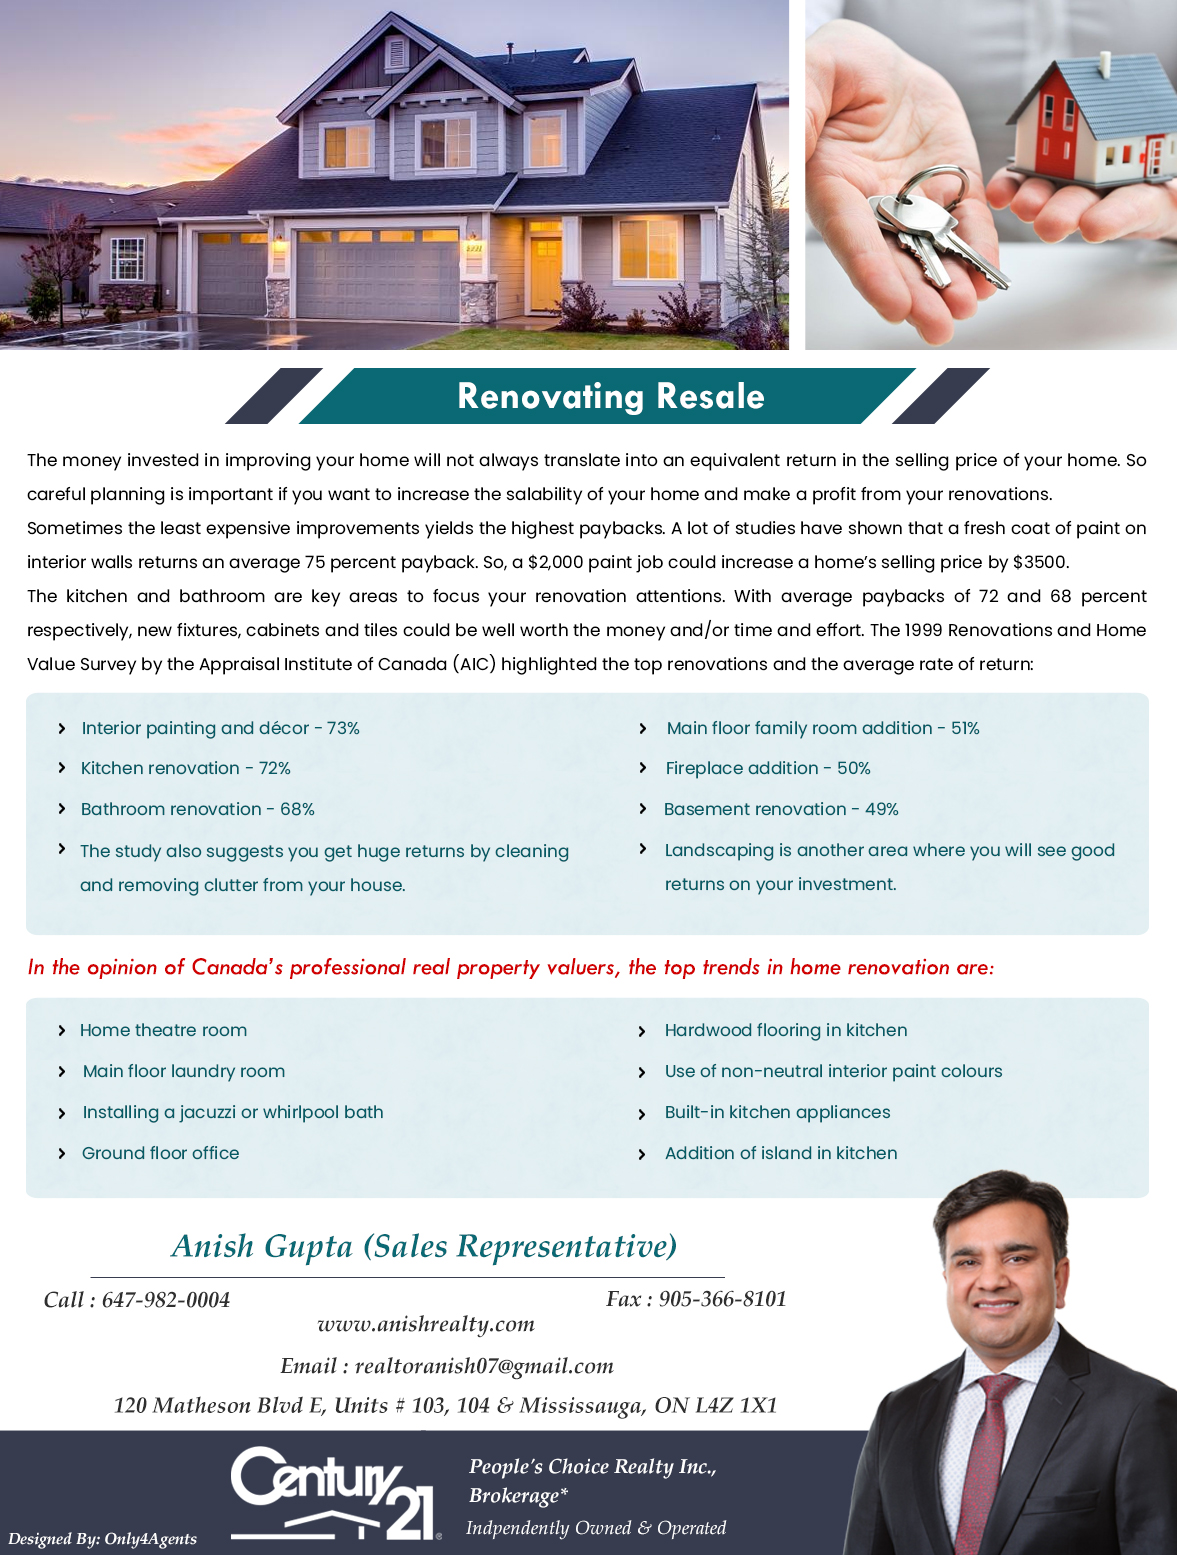 Renovating Resale
The money invested in improving your home will not always translate into an equivalent return in the selling price of your home. So
careful planning is important if you want to increase the salability of your home and make a profit from your renovations.
Sometimes the least expensive improvements yields the highest paybacks. A lot of studies have shown that a fresh coat of paint on
interior walls returns an average 75 percent payback. So, a $2,000 paint job could increase a home’s selling price by $3500.
The kitchen and bathroom are key areas to focus your renovation attentions. With average paybacks of 72 and 68 percent
respectively, new fixtures, cabinets and tiles could be well worth the money and/or time and effort. The 1999 Renovations and Home
Value Survey by the Appraisal Institute of Canada (AIC) highlighted the top renovations and the average rate of return:
Interior painting and décor - 73%
Kitchen renovation - 72%
Bathroom renovation - 68%
The study also suggests you get huge returns by cleaning
and removing clutter from your house.
Main floor family room addition - 51%
Fireplace addition - 50%
Basement renovation - 49%
Landscaping is another area where you will see good
returns on your investment.
In the opinion of Canada’s professional real property valuers, the top trends in home renovation are:
Home theatre room
Main floor laundry room
Installing a jacuzzi or whirlpool bath
Ground floor office
Hardwood flooring in kitchen
Use of non-neutral interior paint colours
Built-in kitchen appliances
Addition of island in kitchen
Anish Gupta (Sales Representative)
Call : 647-982-0004
Fax : 905-366-8101
www.anishrealty.com
Email : realtoranish07@gmail.com
120 Matheson Blvd E, Units # 103, 104 & Mississauga, ON L4Z 1X1
Century 21
People’s Choice Realty Inc.,
Brokerage*
Indpendently Owned & Operated
Designed By: Only4Agents